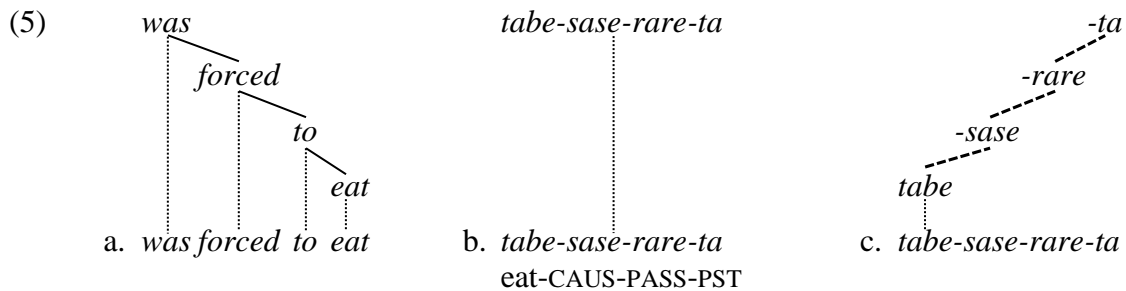 (5) was tabe-sase-rare-ta -ta
forced -rare
to -sase
eat tabe
a. was forced to eat b. tabe-sase-rare-ta c. tabe-sase-rare-ta
eat-CAUS-PASS-PST